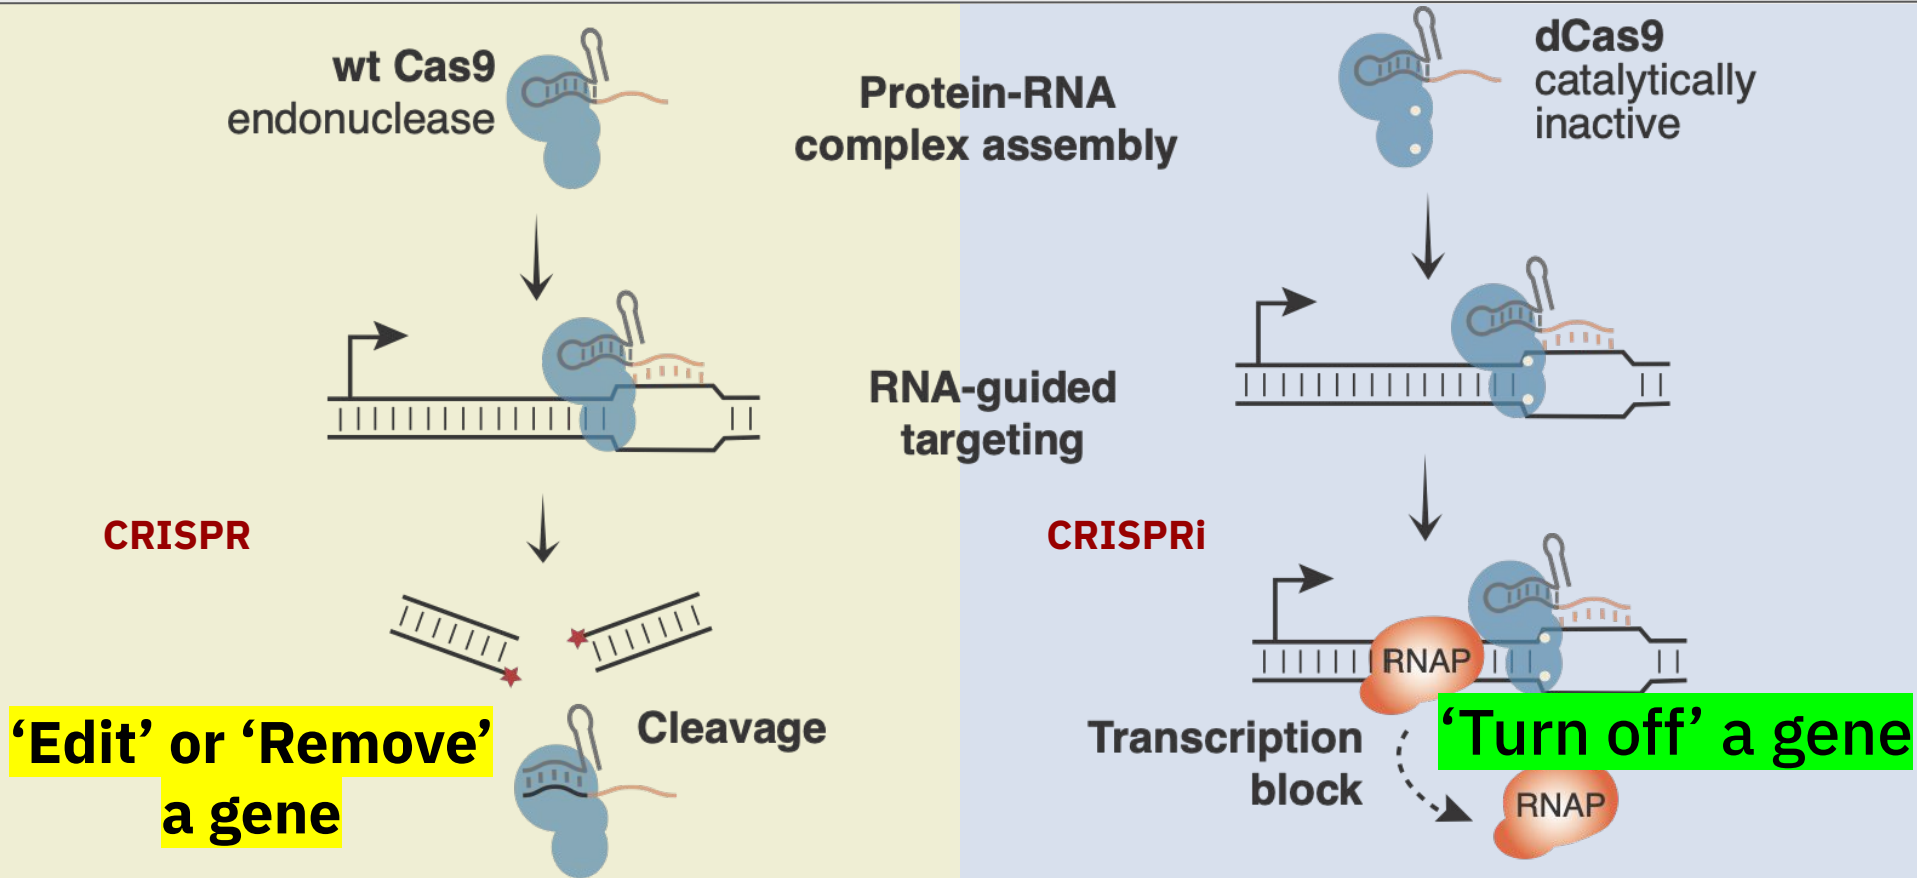 wt Cas9
endonuclease
Protein-RNA
complex assembly
dCas9
catalytically
inactive
RNA-guided
targeting
CRISPR
CRISPRi
Cleavage
‘Edit’ or ‘Remove’
a gene
RNAP
Transcription
block
‘Turn off’ a gene
RNAP